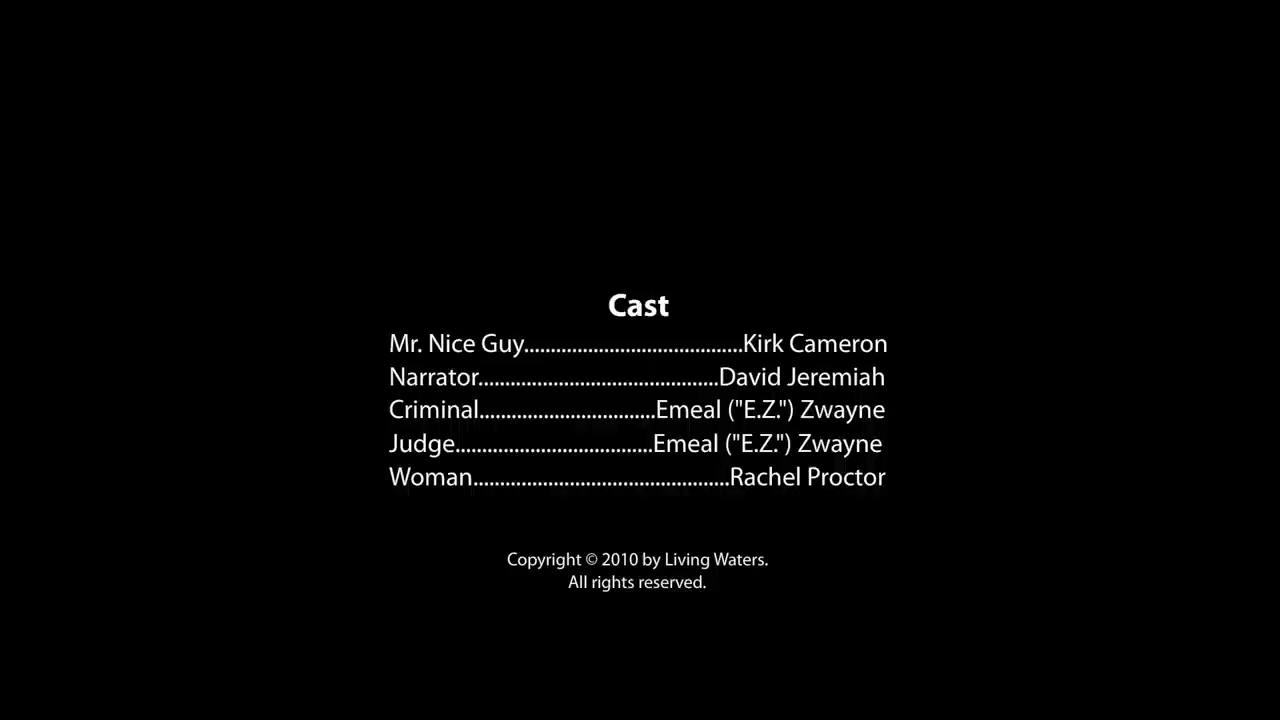 Cast
Mr. Nice Guy.........................................Kirk Cameron
Narrator.............................................David Jeremiah
Criminal.................................Emeal ("E.Z.") Zwayne
Judge.....................................Emeal ("E.Z.") Zwayne
Woman................................................Rachel Proctor
Copyright © 2010 by Living Waters.
All rights reserved.